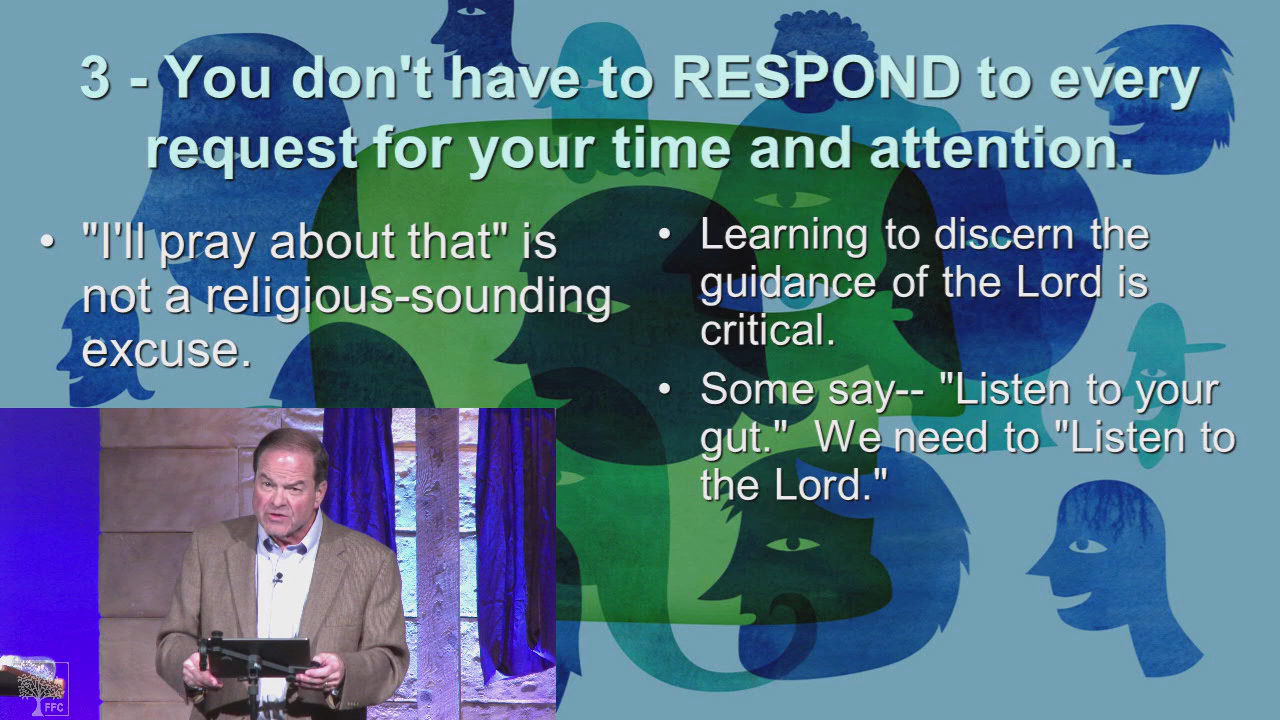 3 - You don't have to RESPOND to every
request for your time and attention.
• "I'll pray about that" is
not a religious-sounding
excuse.
• Learning to discern the
guidance of the Lord is
critical.
• Some say-- "Listen to your
gut."  We need to "Listen to
the Lord."
FFC